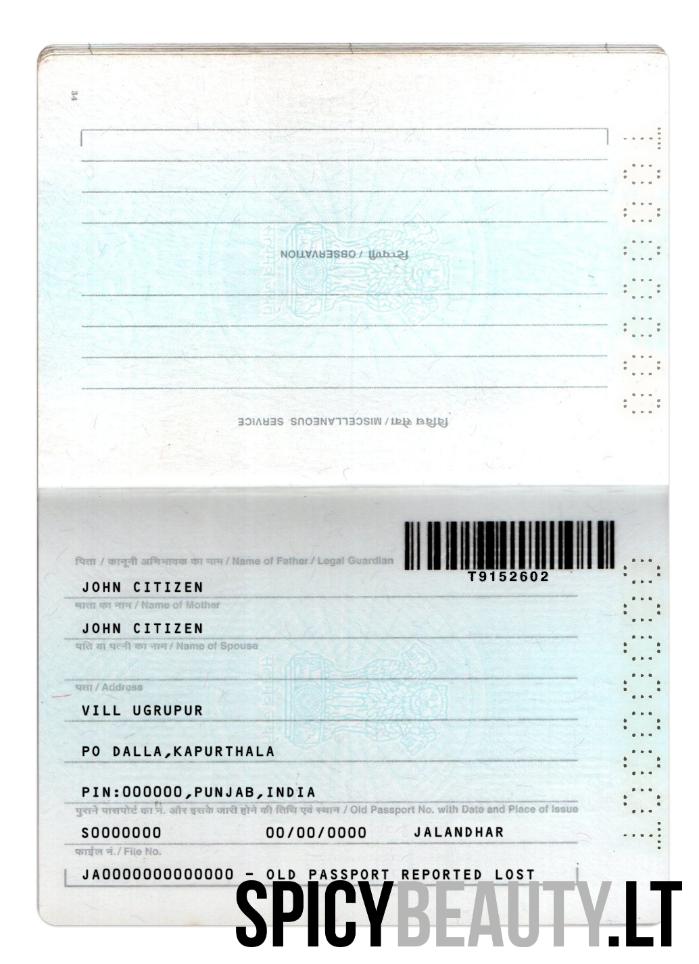 34
टिप्पणी / OBSERVATION
विविध सेवा / MISCELLANEOUS SERVICE
पिता / कानूनी अभिभावक का नाम / Name of Father / Legal Guardian
T9152602
JOHN CITIZEN
माता का नाम / Name of Mother
JOHN CITIZEN
पति या पत्नी का नाम / Name of Spouse
पता / Address
VILL UGRUPUR
PO DALLA,KAPURTHALA
PIN:000000,PUNJAB,INDIA
पुराने पासपोर्ट का नं. और इसके जारी होने की तिथि एवं स्थान / Old Passport No. with Date and Place of Issue
S0000000 00/00/0000 JALANDHAR
फाईल नं. / File No.
JA0000000000000 - OLD PASSPORT REPORTED LOST
SPICYBEAUTY.LT